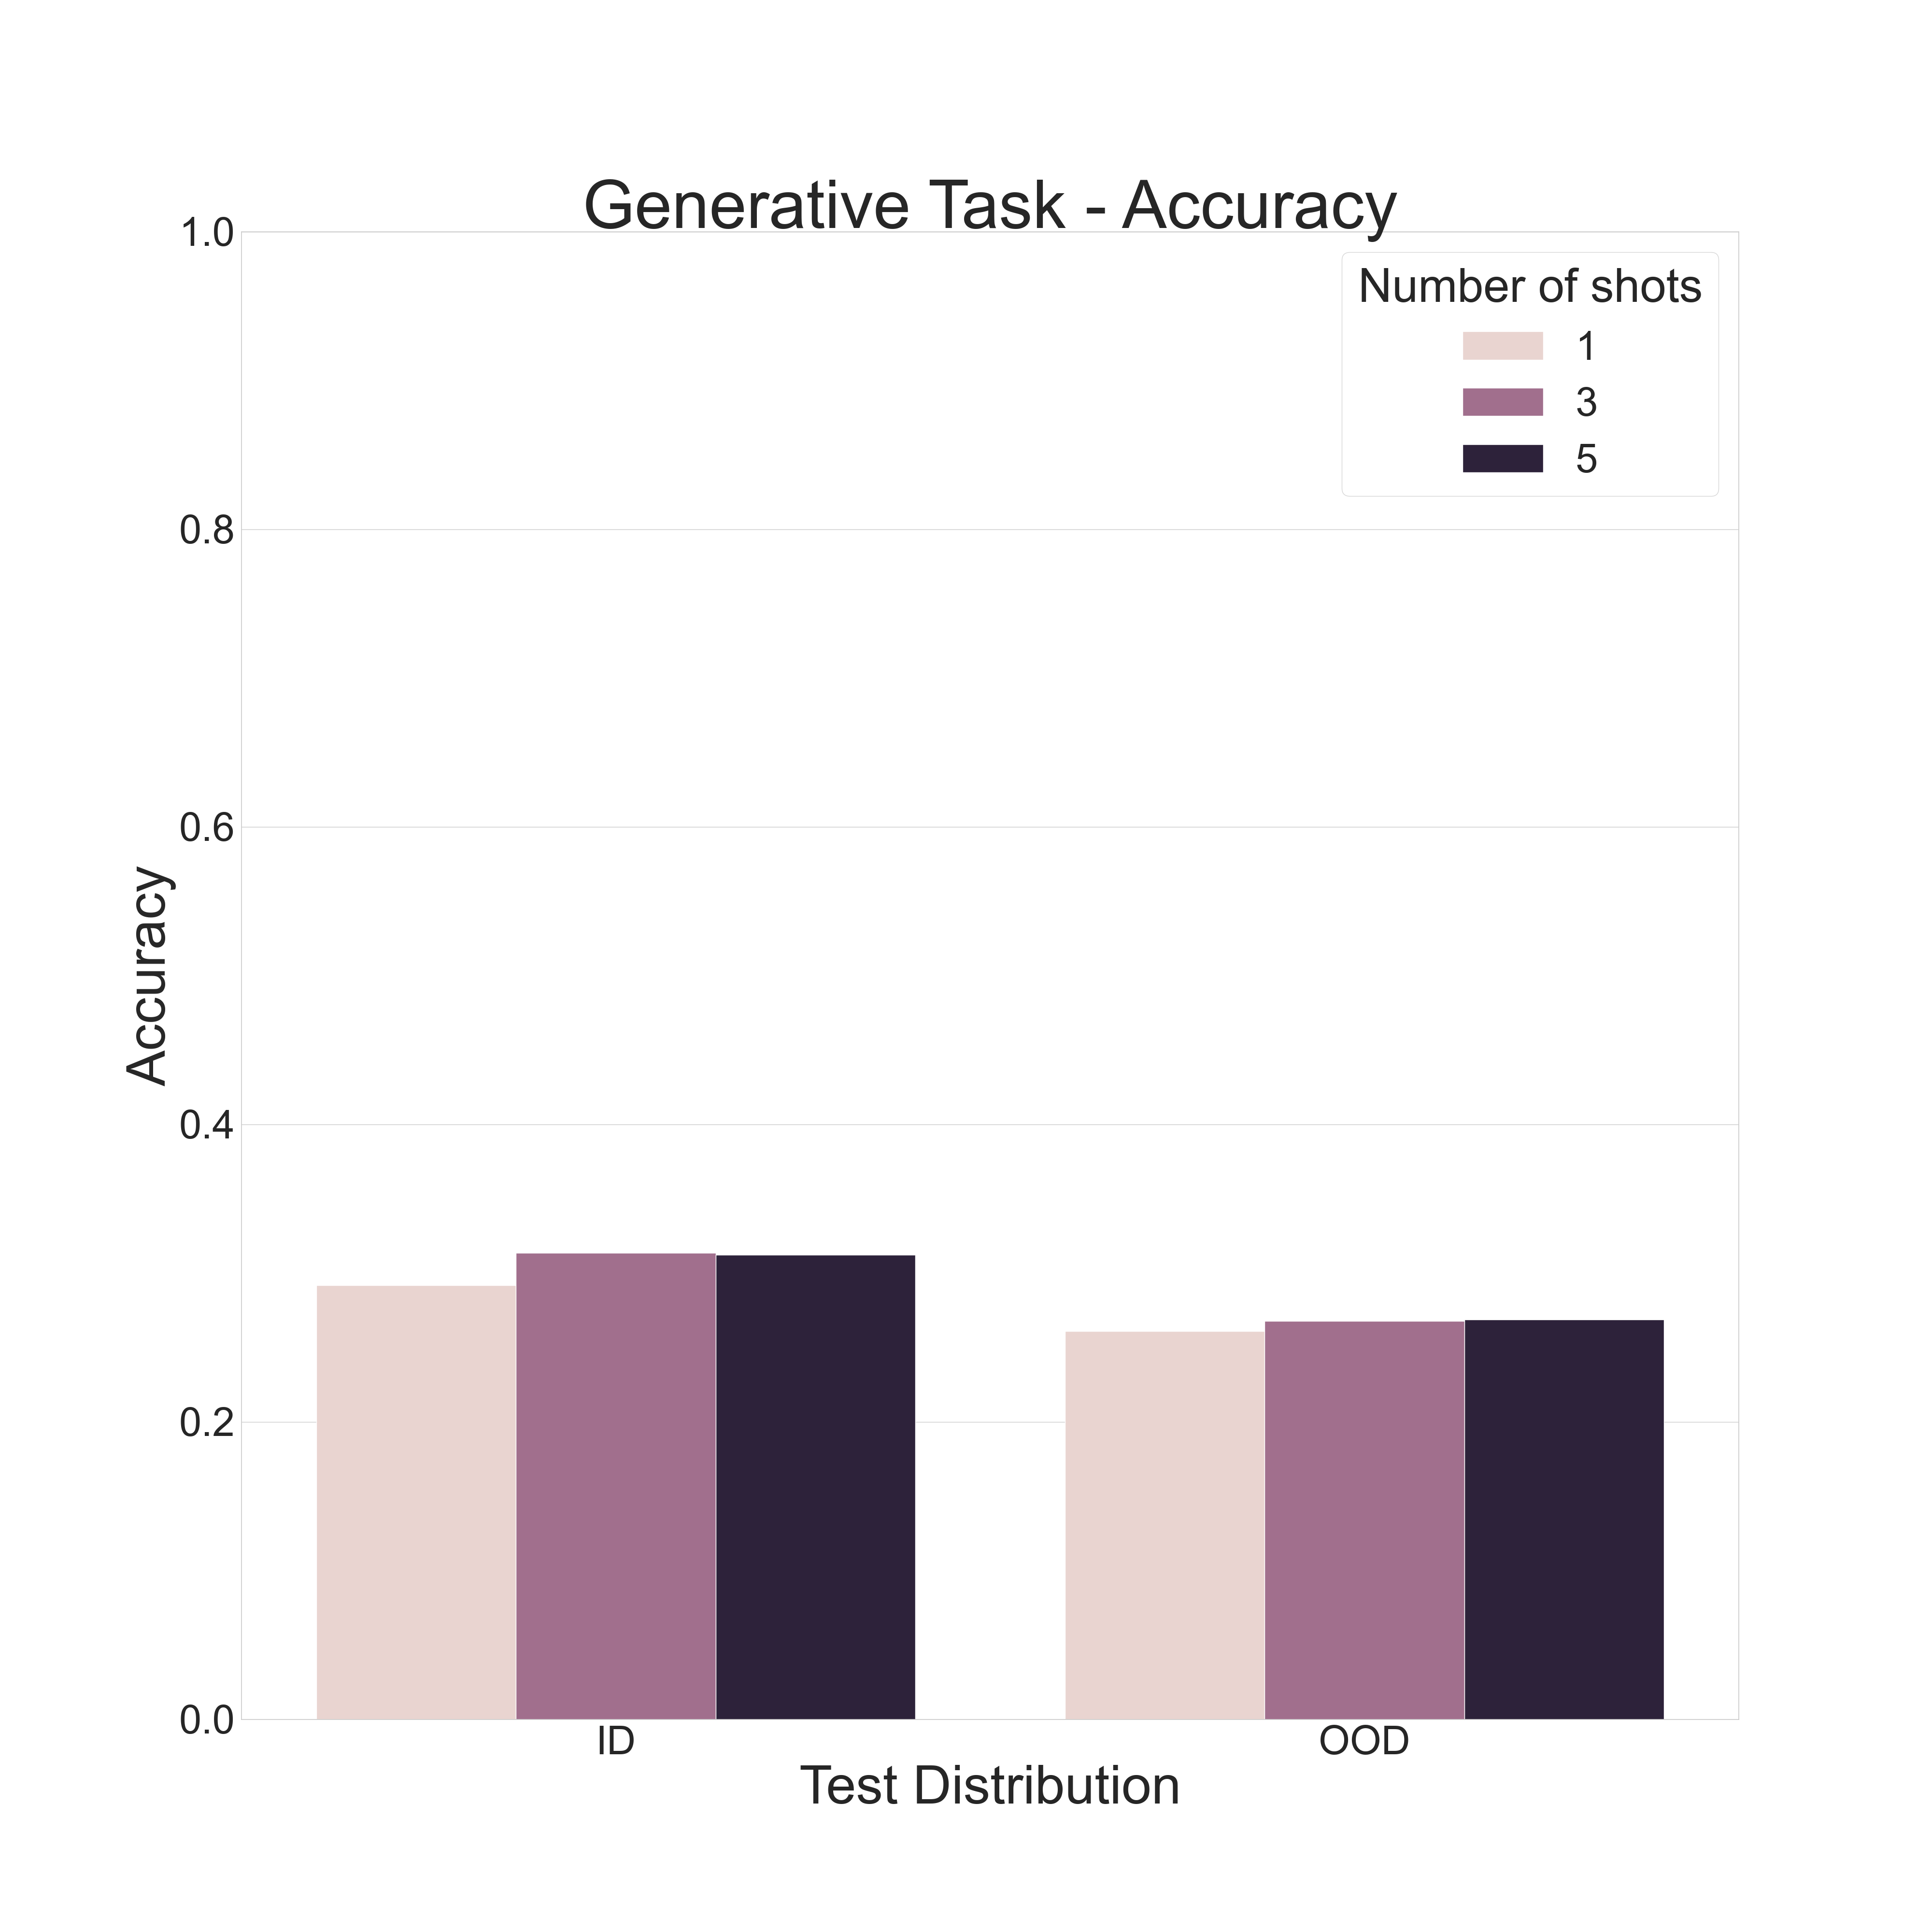 Generative Task - Accuracy
1.0
Number of shots
1
3
5
0.8
0.6
0.4
0.2
0.0
Accuracy
ID OOD
Test Distribution